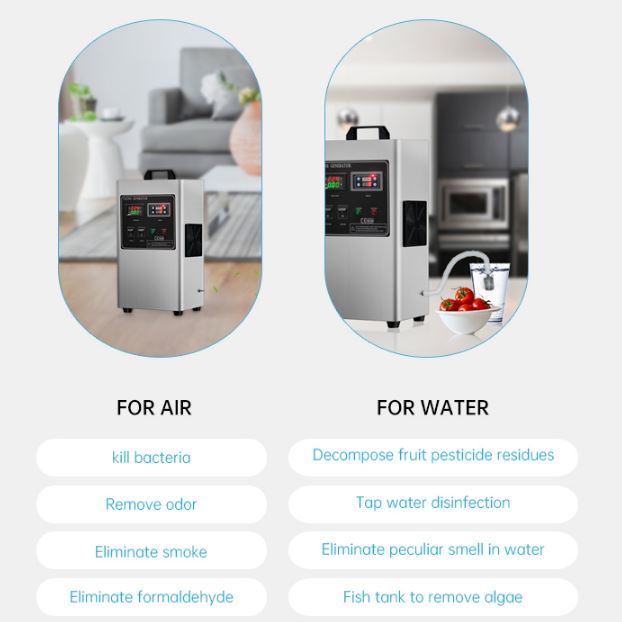 FOR AIR
kill bacteria
Remove odor
Eliminate smoke
Eliminate formaldehyde
FOR WATER
Decompose fruit pesticide residues
Tap water disinfection
Eliminate peculiar smell in water
Fish tank to remove algae